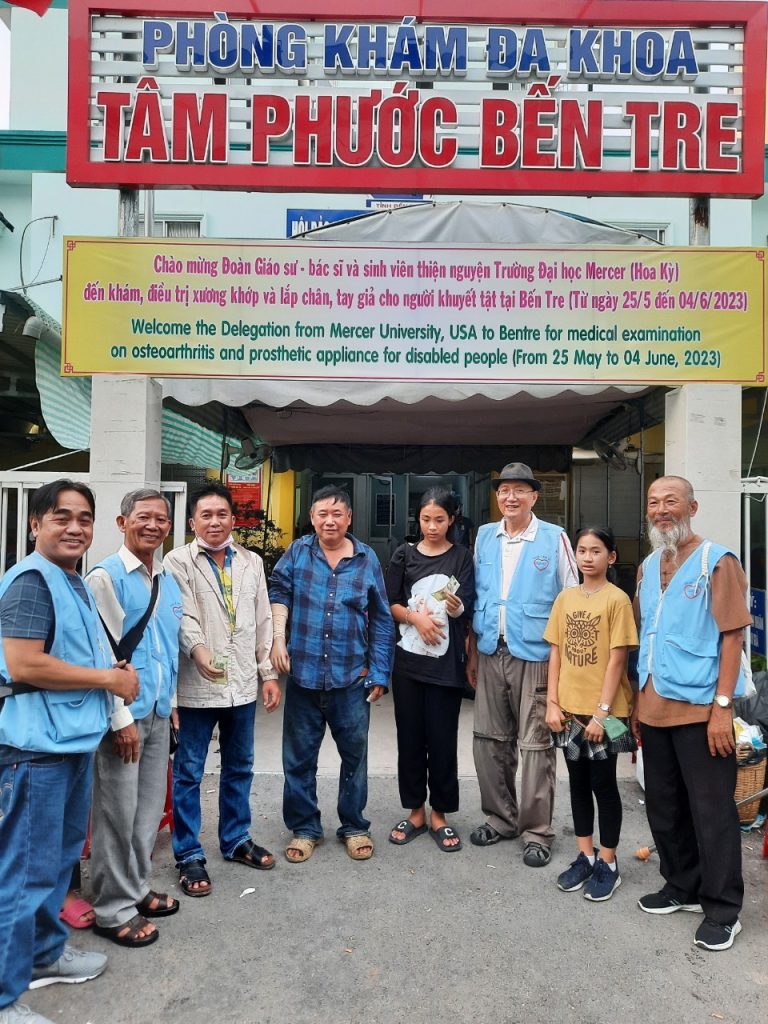 PHÒNG KHÁM ĐA KHOA
TÂM PHƯỚC BẾN TRE
TỈNH
Chào mừng Đoàn Giáo sư - bác sĩ và sinh viên thiện nguyện Trường Đại học Mercer (Hoa Kỳ)
đến khám, điều trị xương khớp và lắp chân, tay giả cho người khuyết tật tại Bến Tre (Từ ngày 25/5 đến 04/6/2023)
Welcome the Delegation from Mercer University, USA to Bentre for medical examination
on osteoarthritis and prosthetic appliance for disabled people (From 25 May to 04 June, 2023)
GIVE &
NATURE